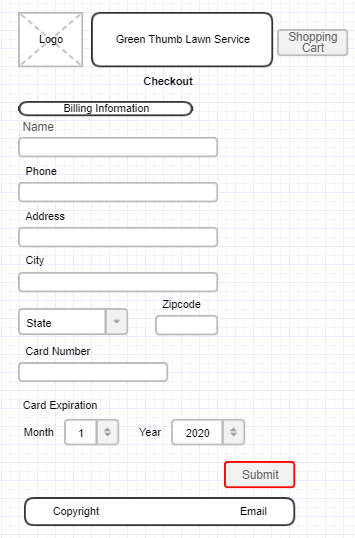 Logo
Green Thumb Lawn Service
Shopping
Cart
Checkout
Billing Information
Name
Phone
Address
City
Zipcode
State
Card Number
Card Expiration
Month 1 Year 2020
Submit
Copyright Email